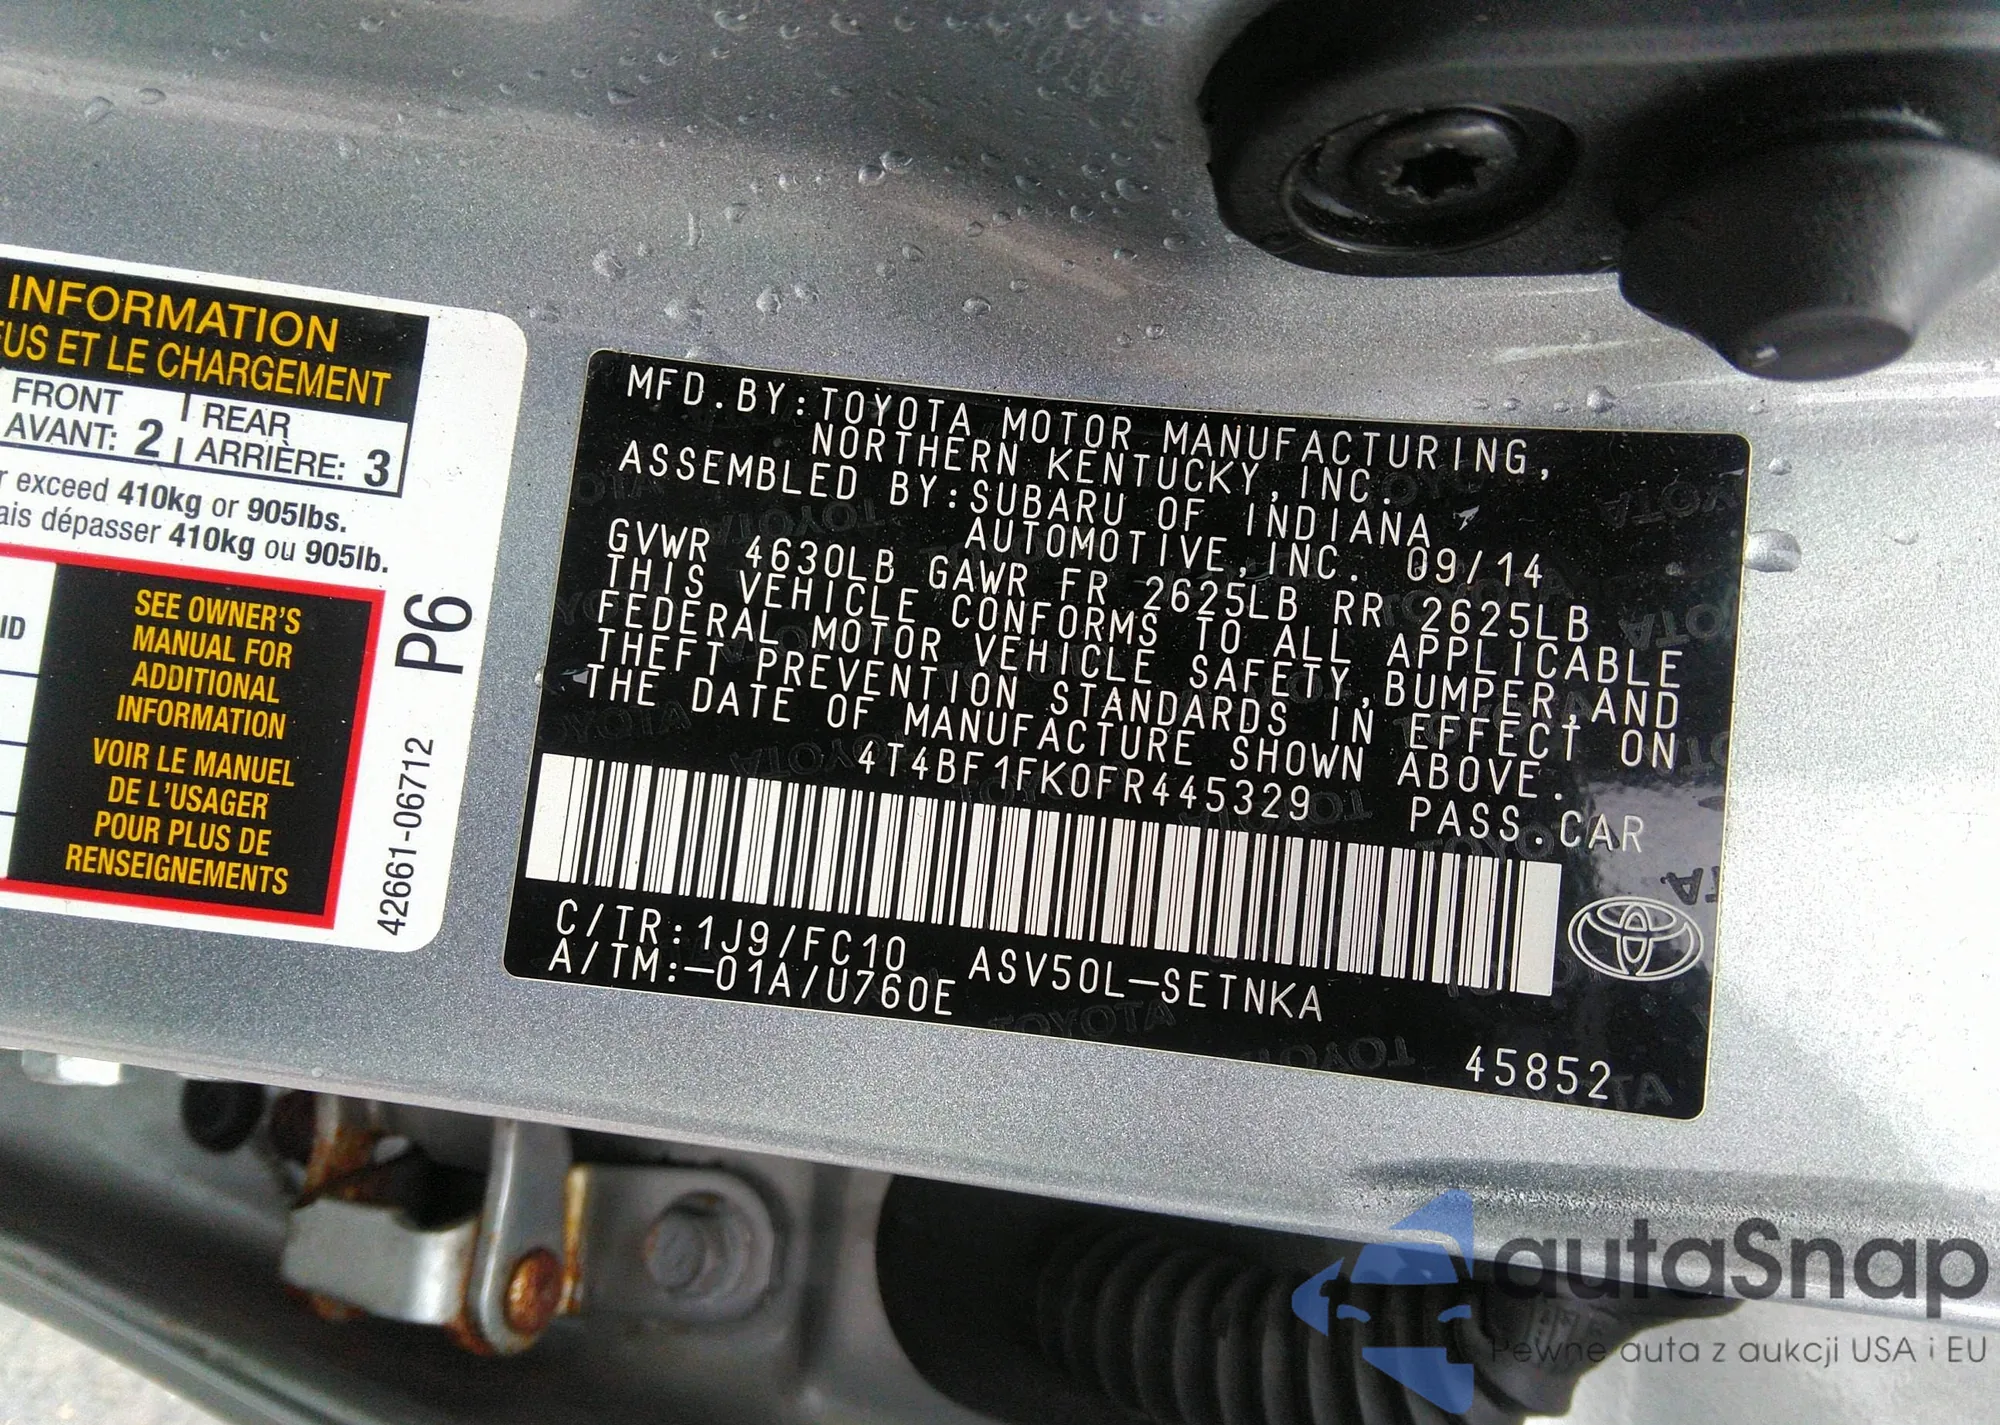 INFORMATION
EUS ET LE CHARGEMENT
FRONT REAR
AVANT: 2 ARRIÈRE: 3
r exceed 410kg or 905lbs.
ais dépasser 410kg ou 905lb.
ID
SEE OWNER'S
MANUAL FOR
ADDITIONAL
INFORMATION
VOIR LE MANUEL
DE L'USAGER
POUR PLUS DE
RENSEIGNEMENTS
42661-06712 P6
MFD.BY:TOYOTA MOTOR MANUFACTURING,
NORTHERN KENTUCKY,INC.
ASSEMBLED BY:SUBARU OF INDIANA
AUTOMOTIVE,INC. 09/14
GVWR 4630LB GAWR FR 2625LB RR 2625LB
THIS VEHICLE CONFORMS TO ALL APPLICABLE
FEDERAL MOTOR VEHICLE SAFETY,BUMPER,AND
THEFT PREVENTION STANDARDS IN EFFECT ON
THE DATE OF MANUFACTURE SHOWN ABOVE.
4T4BF1FK0FR445329 PASS.CAR
C/TR:1J9/FC10 ASV50L-SETNKA
A/TM:-01A/U760E
45852
autaSnap
Pewne auta z aukcji USA i EU